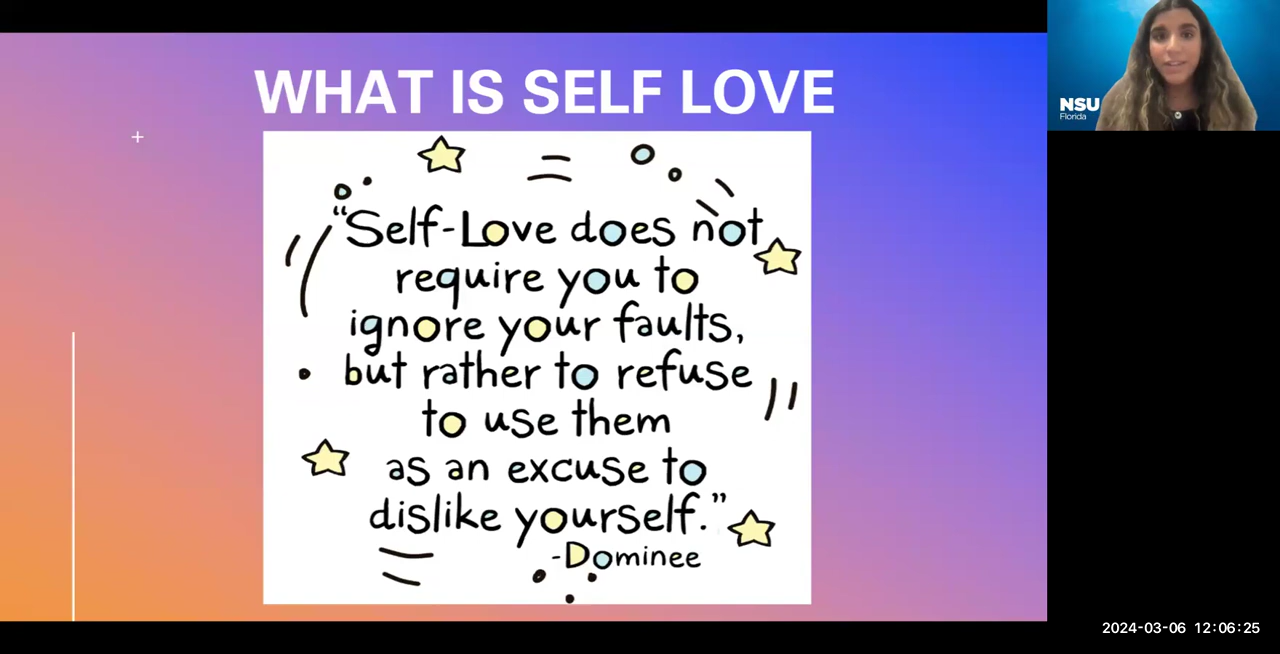 WHAT IS SELF LOVE
“Self-Love does not
require you to
ignore your faults,
but rather to refuse
to use them
as an excuse to
dislike yourself.”
-Dominee
NSU
Florida
2024-03-06 12:06:25